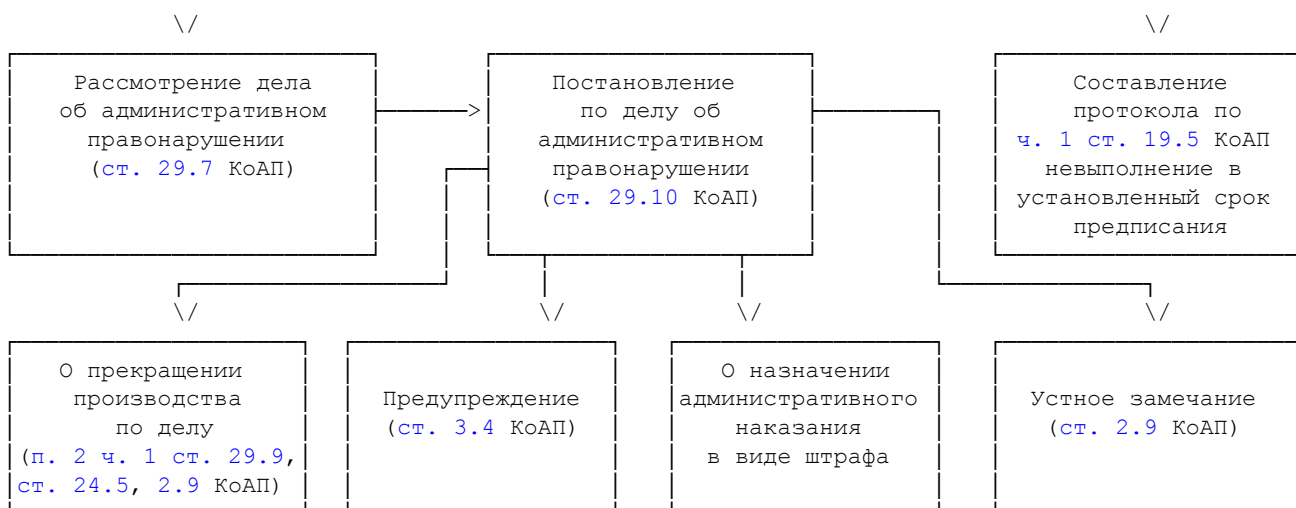 Рассмотрение дела
об административном
правонарушении
(ст. 29.7 КоАП)
Постановление
по делу об
административном
правонарушении
(ст. 29.10 КоАП)
Составление
протокола по
ч. 1 ст. 19.5 КоАП
невыполнение в
установленный срок
предписания
О прекращении
производства
по делу
(п. 2 ч. 1 ст. 29.9,
ст. 24.5, 2.9 КоАП)
Предупреждение
(ст. 3.4 КоАП)
О назначении
административного
наказания
в виде штрафа
Устное замечание
(ст. 2.9 КоАП)